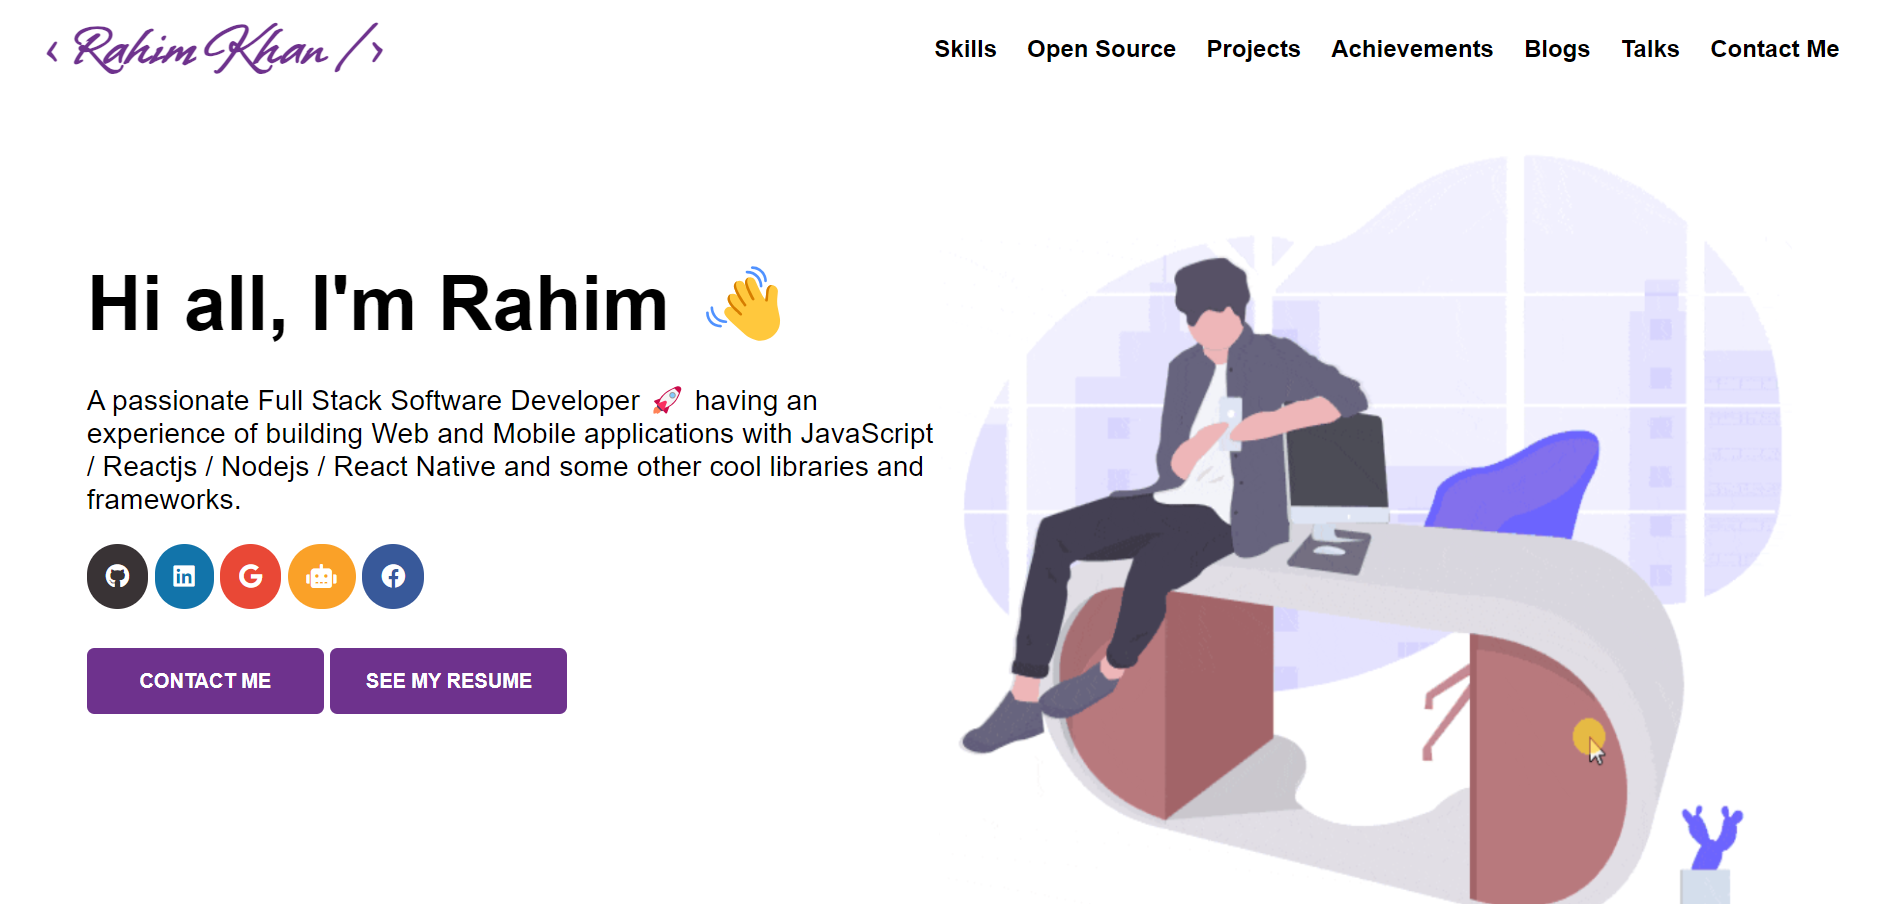 < Rahim Khan />
Skills Open Source Projects Achievements Blogs Talks Contact Me
Hi all, I'm Rahim 👋
A passionate Full Stack Software Developer 🚀 having an
experience of building Web and Mobile applications with JavaScript
/ Reactjs / Nodejs / React Native and some other cool libraries and
frameworks.
CONTACT ME SEE MY RESUME